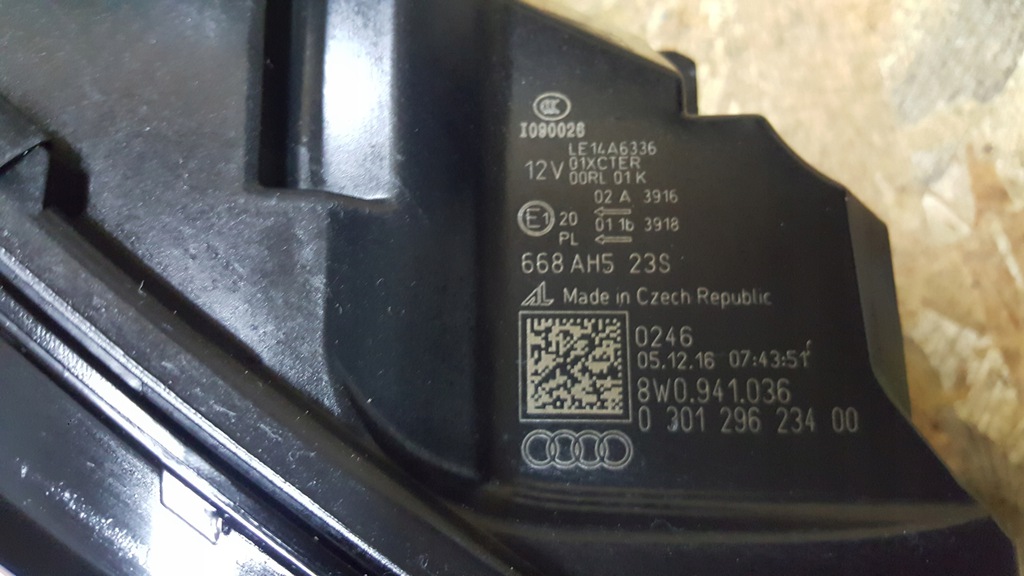 I090026
LE14A6336
12V 01XCTER
00RL 01K
02 A 3916
E1 20 01 1b 3918
PL
668 AH5 23S
AL Made in Czech Republic
0246
05.12.16 07:43:51
8W0.941.036
0 301 296 234 00